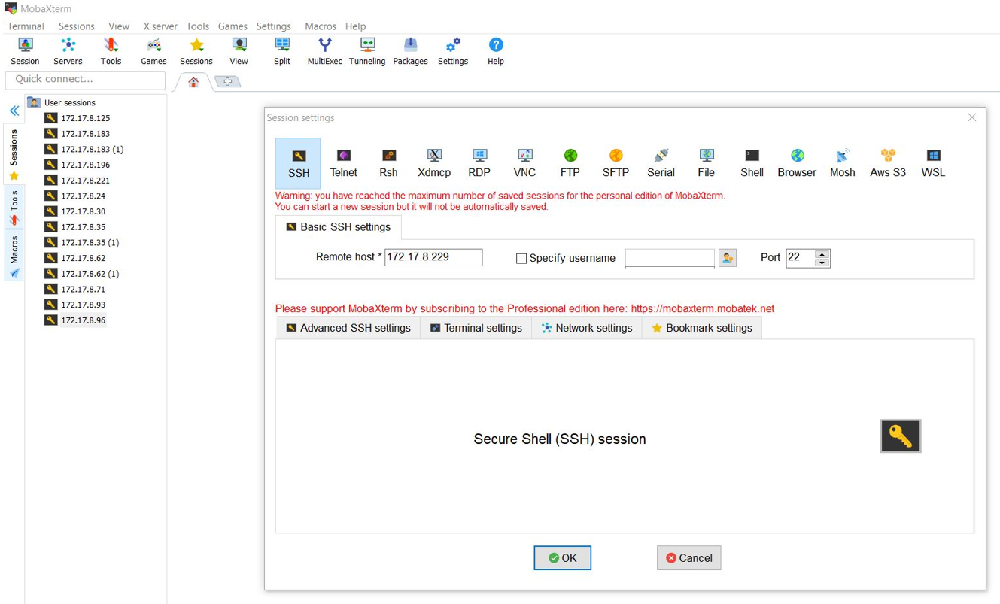 MobaXterm
Terminal Sessions View X server Tools Games Settings Macros Help
Session Servers Tools Games Sessions View Split MultiExec Tunneling Packages Settings Help
Quick connect...
Sessions
Tools
Macros
User sessions
172.17.8.125
172.17.8.183
172.17.8.183 (1)
172.17.8.196
172.17.8.221
172.17.8.24
172.17.8.30
172.17.8.35
172.17.8.35 (1)
172.17.8.62
172.17.8.62 (1)
172.17.8.71
172.17.8.93
172.17.8.96
Session settings
SSH Telnet Rsh Xdmcp RDP VNC FTP SFTP Serial File Shell Browser Mosh Aws S3 WSL
Warning: you have reached the maximum number of saved sessions for the personal edition of MobaXterm.
You can start a new session but it will not be automatically saved.
Basic SSH settings
Remote host * 172.17.8.229 Specify username Port 22
Please support MobaXterm by subscribing to the Professional edition here: https://mobaxterm.mobatek.net
Advanced SSH settings Terminal settings Network settings Bookmark settings
Secure Shell (SSH) session
OK Cancel